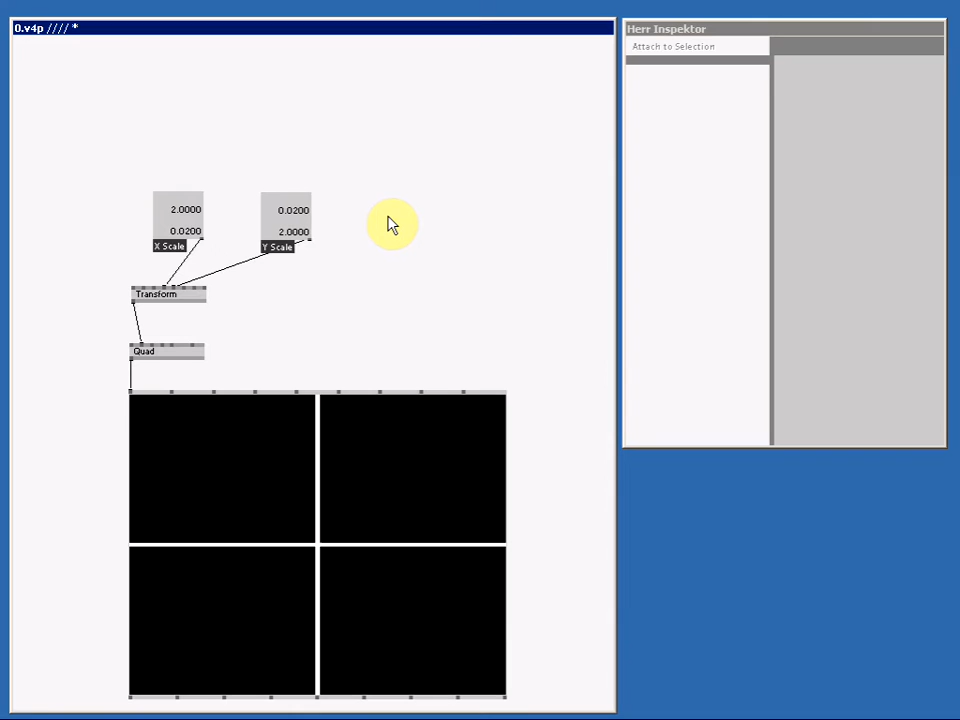 0.v4p //// *
Herr Inspektor
Attach to Selection
2.0000
0.0200
X Scale
0.0200
2.0000
Y Scale
Transform
Quad